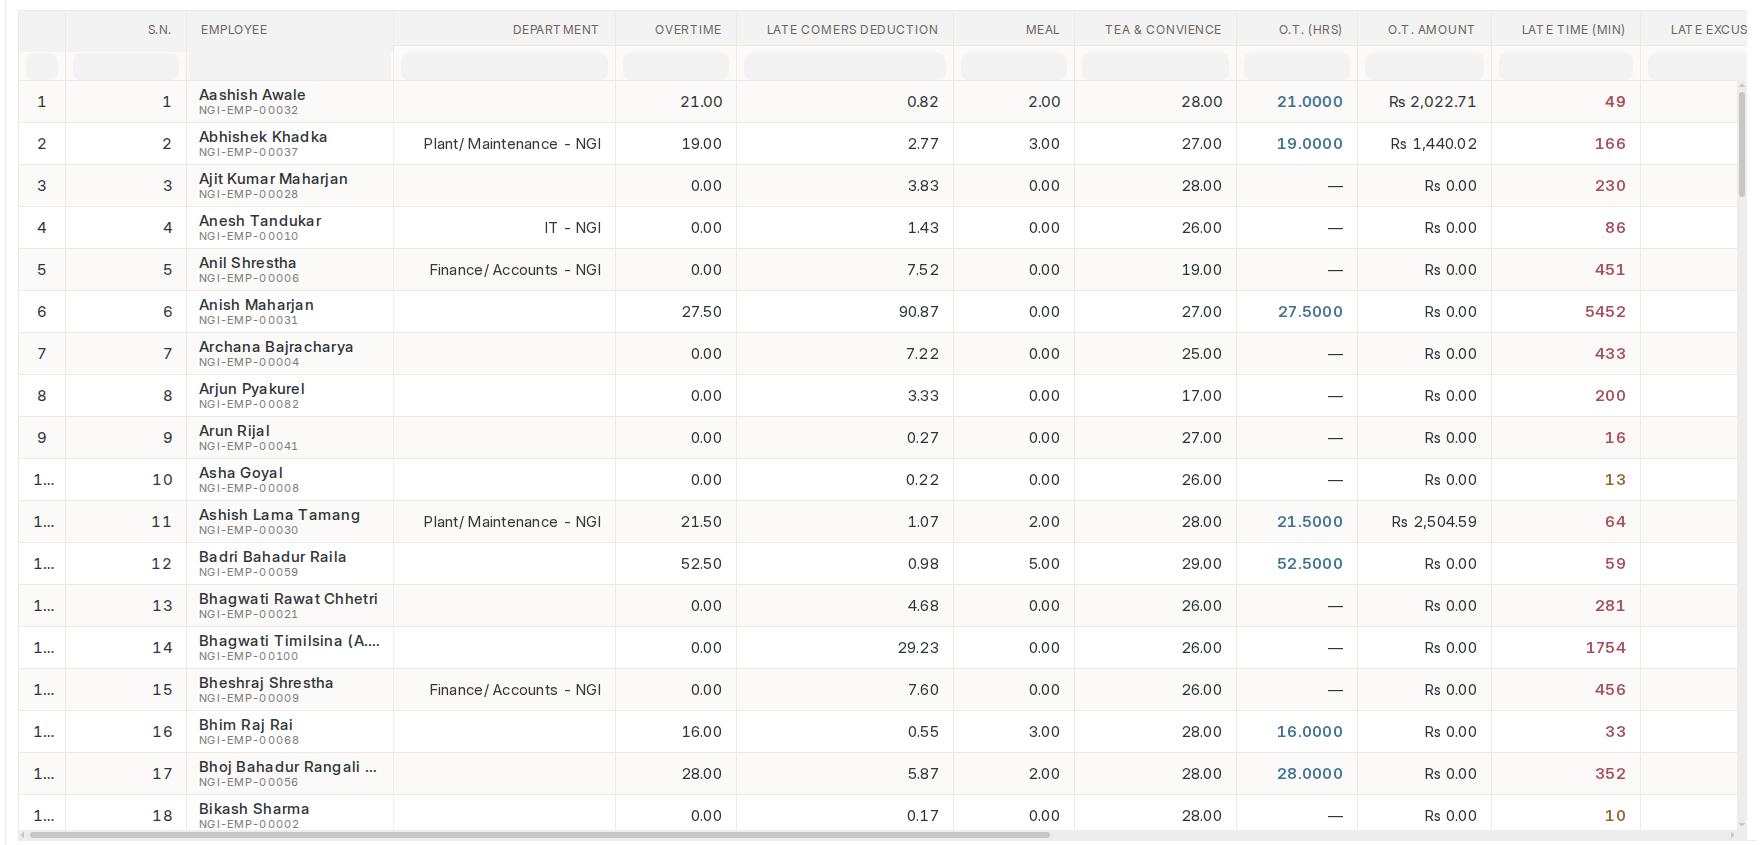 S.N. EMPLOYEE DEPARTMENT OVERTIME LATE COMERS DEDUCTION MEAL TEA & CONVIENCE O.T. (HRS) O.T. AMOUNT LATE TIME (MIN) LATE EXCUS
1 1 Aashish Awale 21.00 0.82 2.00 28.00 21.0000 Rs 2,022.71 49
NGI-EMP-00032
2 2 Abhishek Khadka Plant/ Maintenance - NGI 19.00 2.77 3.00 27.00 19.0000 Rs 1,440.02 166
NGI-EMP-00037
3 3 Ajit Kumar Maharjan 0.00 3.83 0.00 28.00 — Rs 0.00 230
NGI-EMP-00028
4 4 Anesh Tandukar IT - NGI 0.00 1.43 0.00 26.00 — Rs 0.00 86
NGI-EMP-00010
5 5 Anil Shrestha Finance/ Accounts - NGI 0.00 7.52 0.00 19.00 — Rs 0.00 451
NGI-EMP-00006
6 6 Anish Maharjan 27.50 90.87 0.00 27.00 27.5000 Rs 0.00 5452
NGI-EMP-00031
7 7 Archana Bajracharya 0.00 7.22 0.00 25.00 — Rs 0.00 433
NGI-EMP-00004
8 8 Arjun Pyakurel 0.00 3.33 0.00 17.00 — Rs 0.00 200
NGI-EMP-00082
9 9 Arun Rijal 0.00 0.27 0.00 27.00 — Rs 0.00 16
NGI-EMP-00041
1... 10 Asha Goyal 0.00 0.22 0.00 26.00 — Rs 0.00 13
NGI-EMP-00008
1... 11 Ashish Lama Tamang Plant/ Maintenance - NGI 21.50 1.07 2.00 28.00 21.5000 Rs 2,504.59 64
NGI-EMP-00030
1... 12 Badri Bahadur Raila 52.50 0.98 5.00 29.00 52.5000 Rs 0.00 59
NGI-EMP-00059
1... 13 Bhagwati Rawat Chhetri 0.00 4.68 0.00 26.00 — Rs 0.00 281
NGI-EMP-00021
1... 14 Bhagwati Timilsina (A.... 0.00 29.23 0.00 26.00 — Rs 0.00 1754
NGI-EMP-00100
1... 15 Bheshraj Shrestha Finance/ Accounts - NGI 0.00 7.60 0.00 26.00 — Rs 0.00 456
NGI-EMP-00009
1... 16 Bhim Raj Rai 16.00 0.55 3.00 28.00 16.0000 Rs 0.00 33
NGI-EMP-00068
1... 17 Bhoj Bahadur Rangali ... 28.00 5.87 2.00 28.00 28.0000 Rs 0.00 352
NGI-EMP-00056
1... 18 Bikash Sharma 0.00 0.17 0.00 28.00 — Rs 0.00 10
NGI-EMP-00002